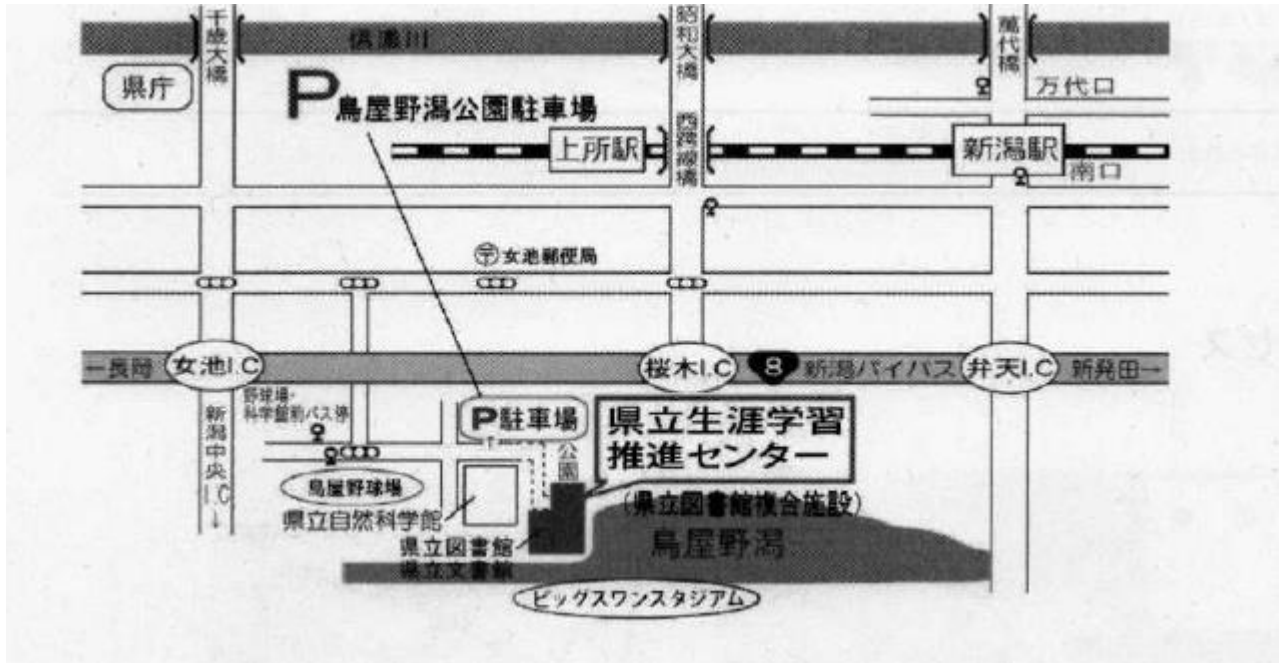 千歳大橋
信濃川
昭和大橋
萬代橋
県庁
P鳥屋野潟公園駐車場
万代口
上所駅
西跨線橋
新潟駅
南口
〒女池郵便局
←長岡
女池I.C
桜木I.C
8
新潟バイパス
弁天I.C
新発田→
野球場・
科学館前バス停
新潟中央I.C↓
P駐車場
公園
県立生涯学習
推進センター
(県立図書館複合施設)
鳥屋野球場
県立自然科学館
県立図書館
県立文書館
鳥屋野潟
ビッグスワンスタジアム
ビス